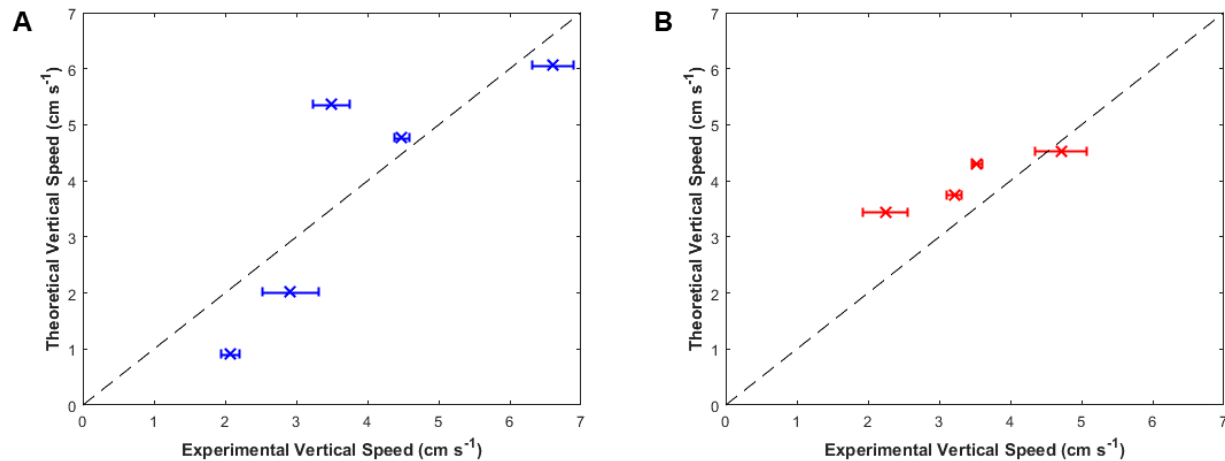 A
7
6
5
4
3
2
1
0
Theoretical Vertical Speed (cm s⁻¹)
0 1 2 3 4 5 6 7
Experimental Vertical Speed (cm s⁻¹)
B
7
6
5
4
3
2
1
0
Theoretical Vertical Speed (cm s⁻¹)
0 1 2 3 4 5 6 7
Experimental Vertical Speed (cm s⁻¹)